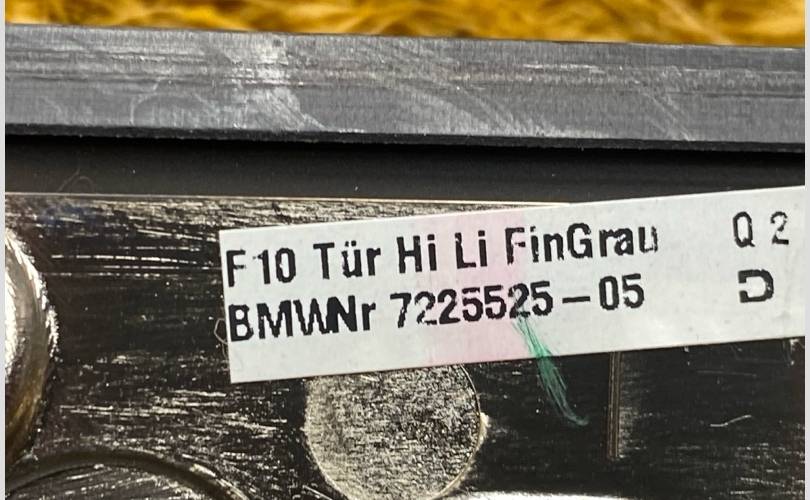 F10 Tür Hi Li FinGrau Q 2
BMWNr 7225525-05 D